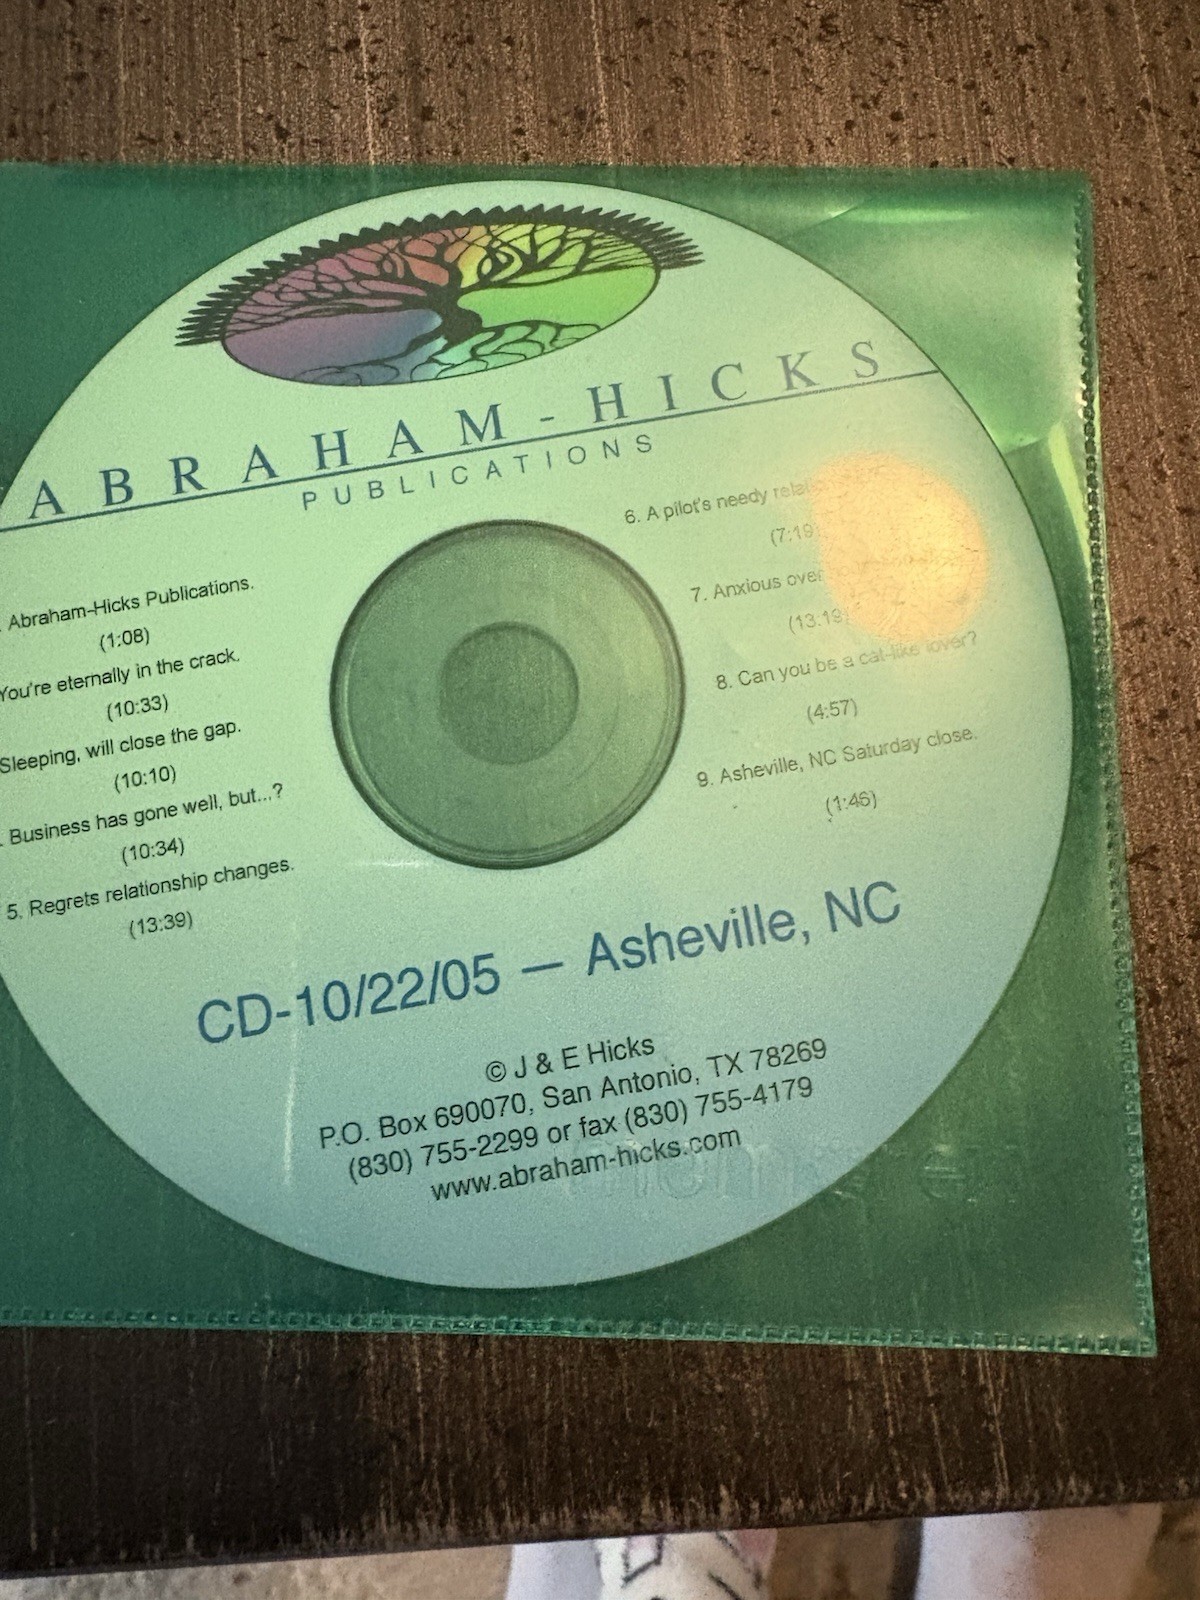 ABRAHAM-HICKS
PUBLICATIONS
Abraham-Hicks Publications.
(1:08)
You're eternally in the crack.
(10:33)
Sleeping, will close the gap.
(10:10)
Business has gone well, but...?
(10:34)
5. Regrets relationship changes.
(13:39)
6. A pilot's needy
(7:19)
7. Anxious over
(13:13)
8. Can you be a cat-like lover?
(4:57)
9. Asheville, NC Saturday close.
(1:46)
CD-10/22/05 — Asheville, NC
© J & E Hicks
P.O. Box 690070, San Antonio, TX 78269
(830) 755-2299 or fax (830) 755-4179
www.abraham-hicks.com